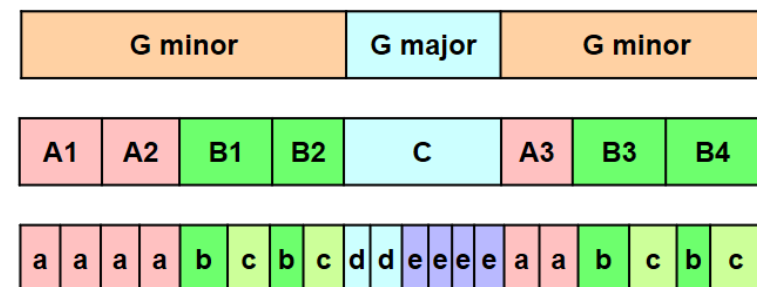 G minor G major G minor
A1 A2 B1 B2 C A3 B3 B4
a a a a b c b c d d e e e e a a b c b c